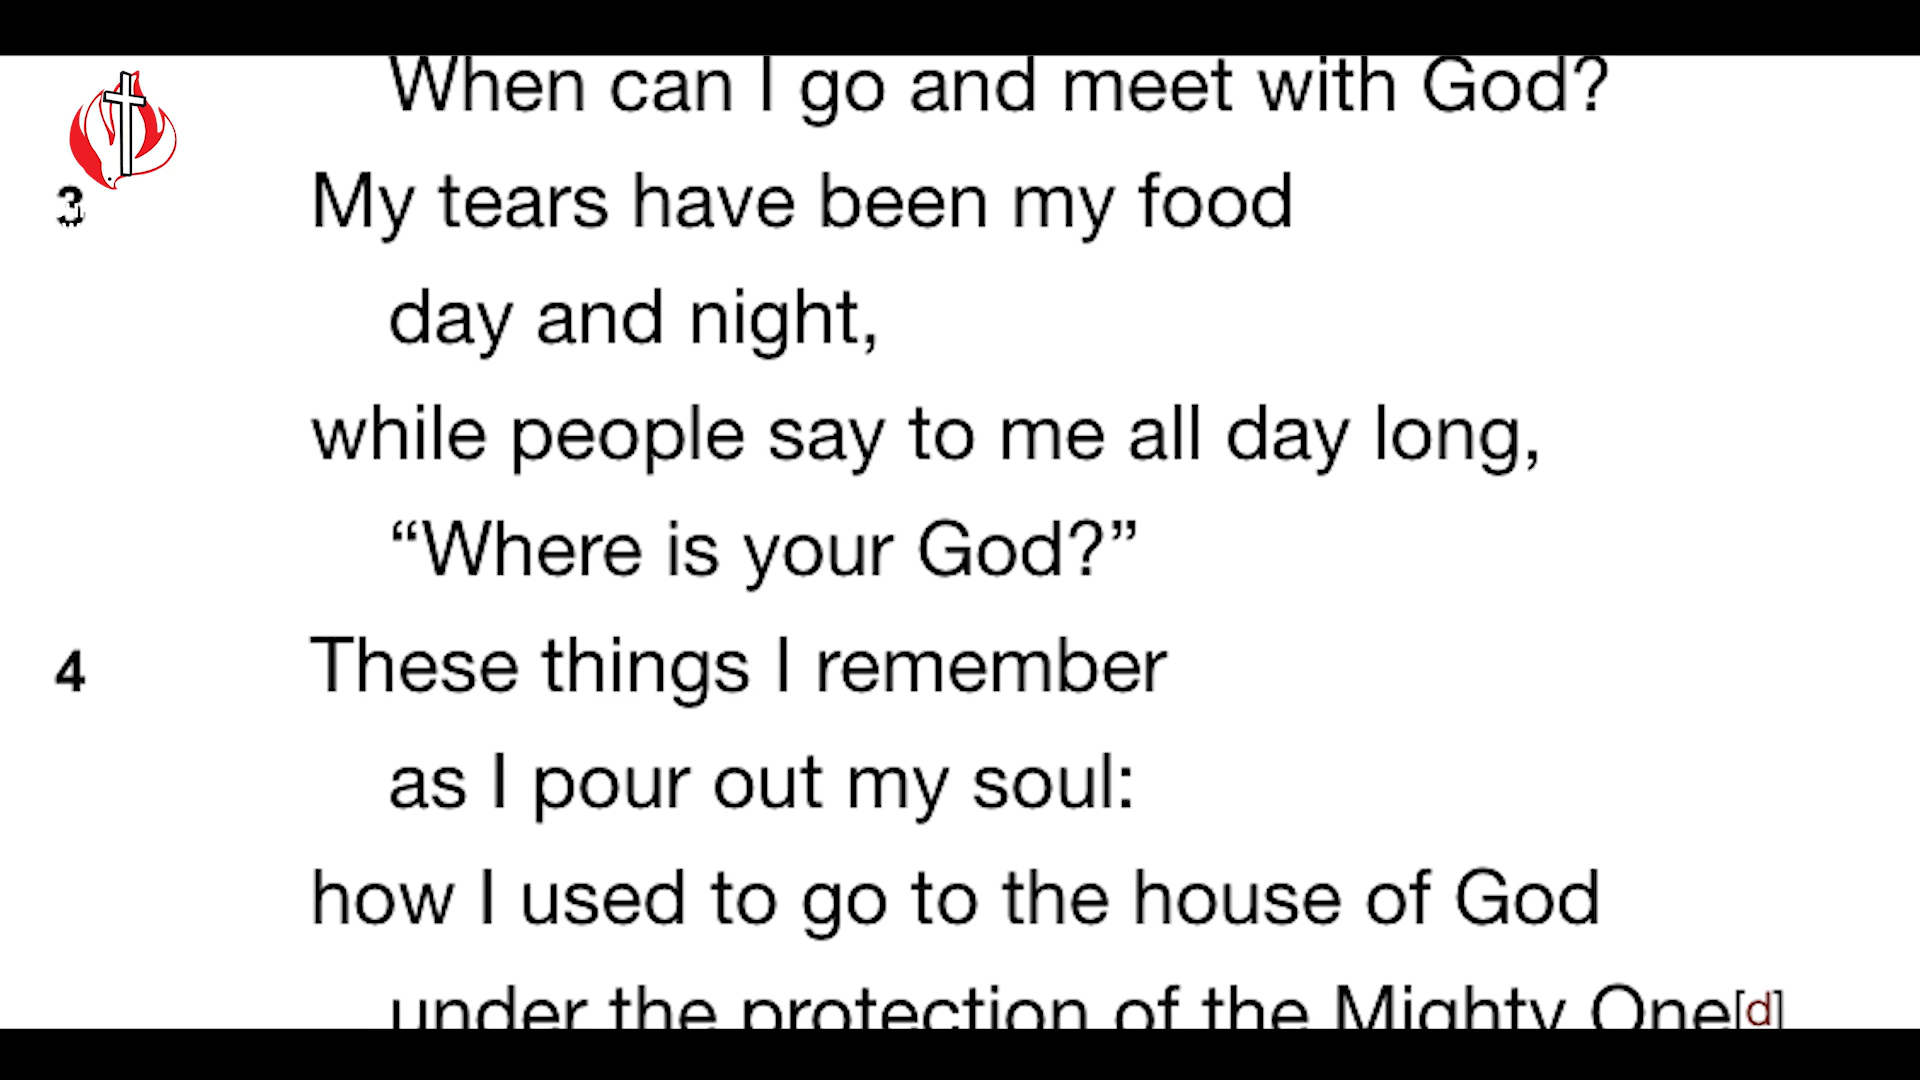 When can I go and meet with God?
3 My tears have been my food
day and night,
while people say to me all day long,
“Where is your God?”
4 These things I remember
as I pour out my soul:
how I used to go to the house of God
under the protection of the Mighty One[d]